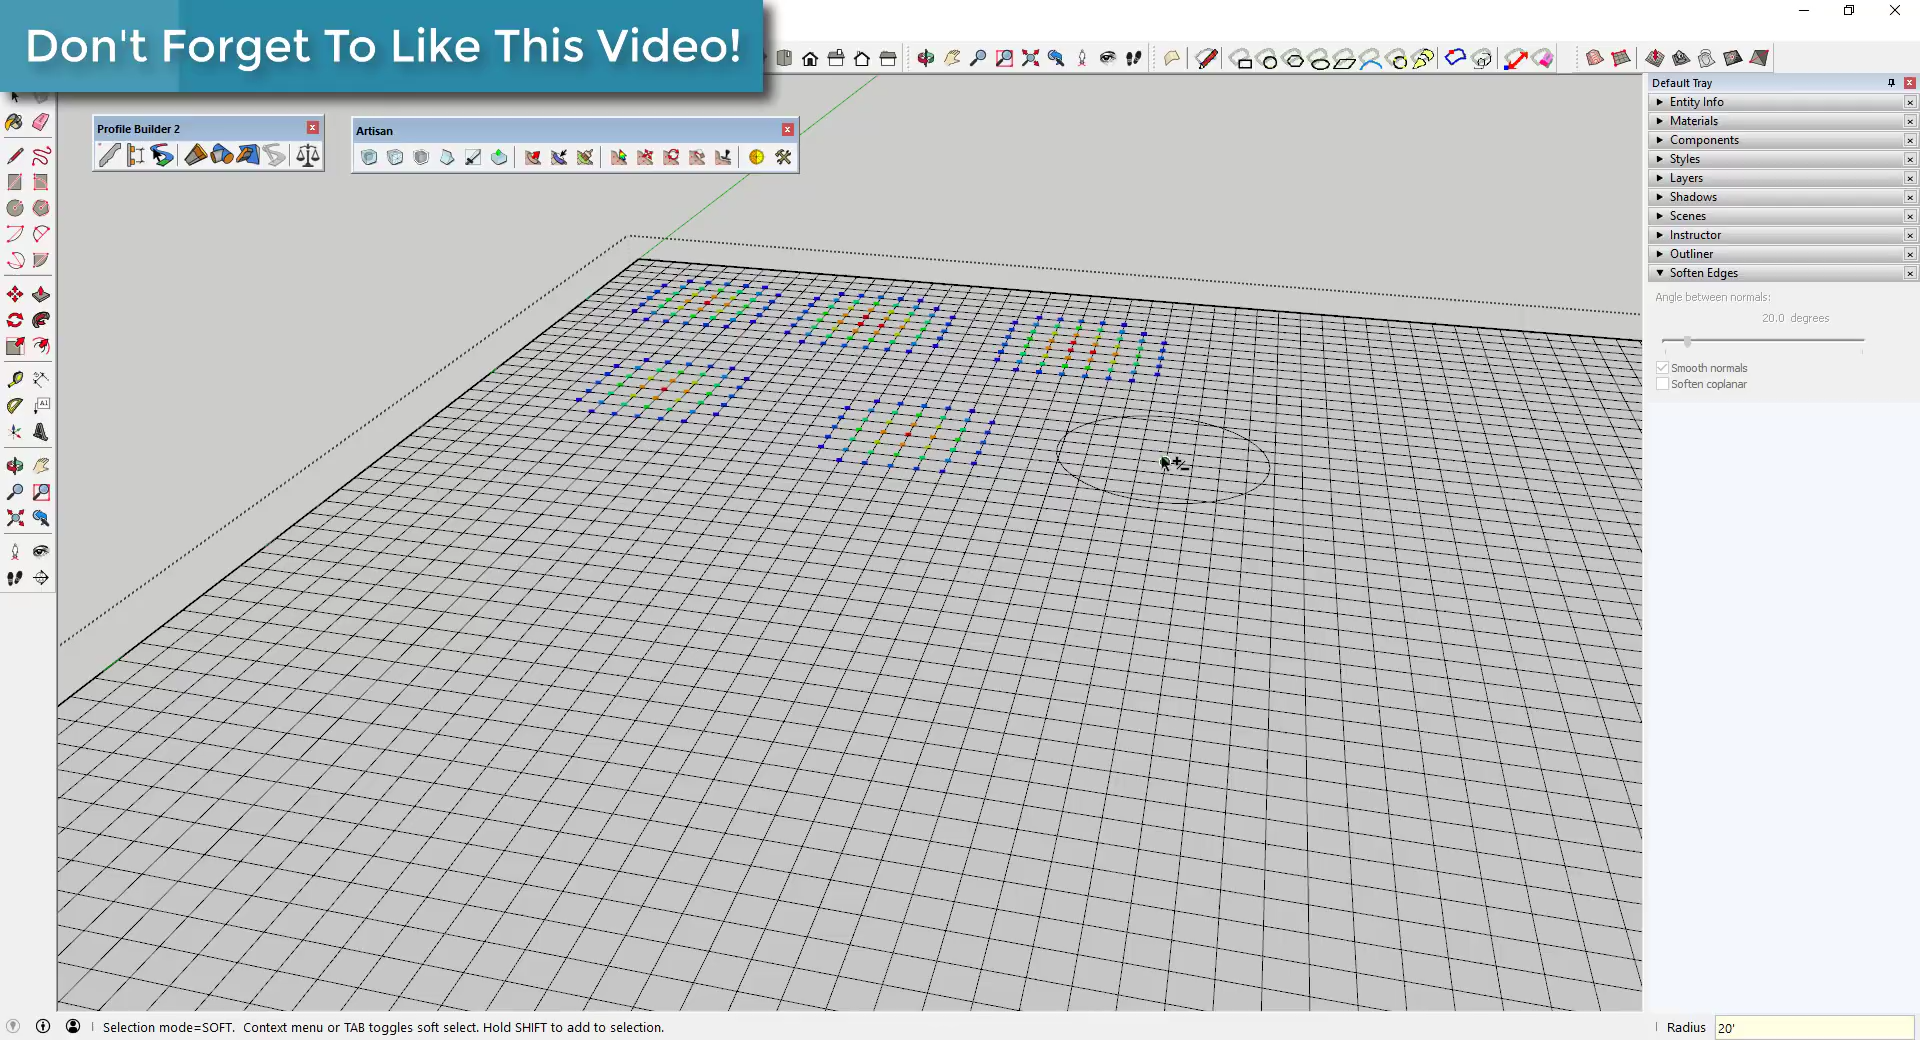 Don't Forget To Like This Video!
Profile Builder 2
Artisan
A1
Default Tray
Entity Info
Materials
Components
Styles
Layers
Shadows
Scenes
Instructor
Outliner
Soften Edges
Angle between normals:
20.0 degrees
Smooth normals
Soften coplanar
Selection mode=SOFT. Context menu or TAB toggles soft select. Hold SHIFT to add to selection.
Radius 20'